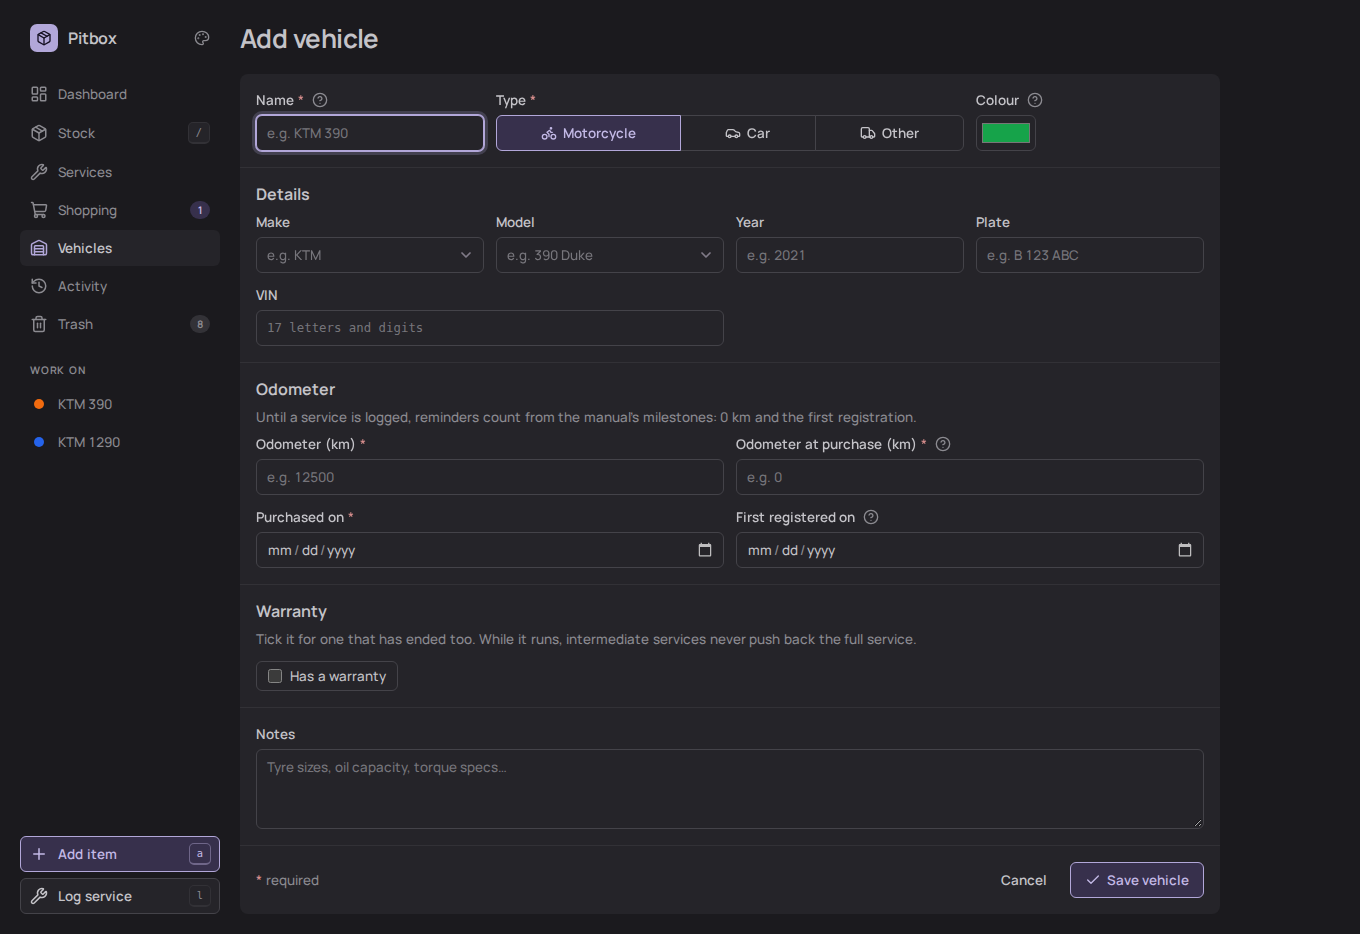 Pitbox
Add vehicle
Dashboard
Stock /
Services
Shopping 1
Vehicles
Activity
Trash 8
WORK ON
KTM 390
KTM 1290
Add item a
Log service l
Name * Type * Colour
e.g. KTM 390 Motorcycle Car Other
Details
Make Model Year Plate
e.g. KTM e.g. 390 Duke e.g. 2021 e.g. B 123 ABC
VIN
17 letters and digits
Odometer
Until a service is logged, reminders count from the manual's milestones: 0 km and the first registration.
Odometer (km) * Odometer at purchase (km) *
e.g. 12500 e.g. 0
Purchased on * First registered on
mm/dd/yyyy mm/dd/yyyy
Warranty
Tick it for one that has ended too. While it runs, intermediate services never push back the full service.
Has a warranty
Notes
Tyre sizes, oil capacity, torque specs…
* required Cancel Save vehicle